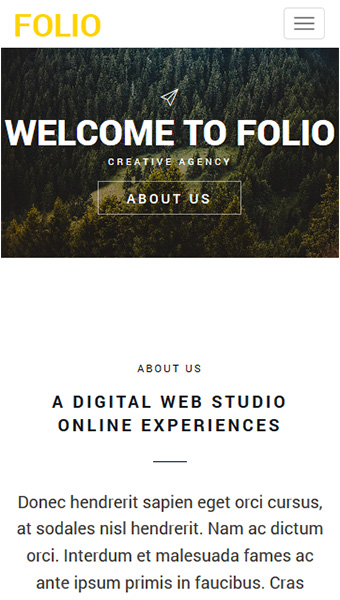 FOLIO
WELCOME TO FOLIO
CREATIVE AGENCY
ABOUT US
ABOUT US
A DIGITAL WEB STUDIO
ONLINE EXPERIENCES
Donec hendrerit sapien eget orci cursus,
at sodales nisl hendrerit. Nam ac dictum
orci. Interdum et malesuada fames ac
ante ipsum primis in faucibus. Cras